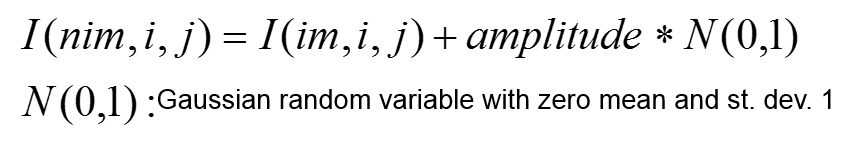 I(nim, i, j) = I(im, i, j) + amplitude * N(0,1)
N(0,1) :Gaussian random variable with zero mean and st. dev. 1